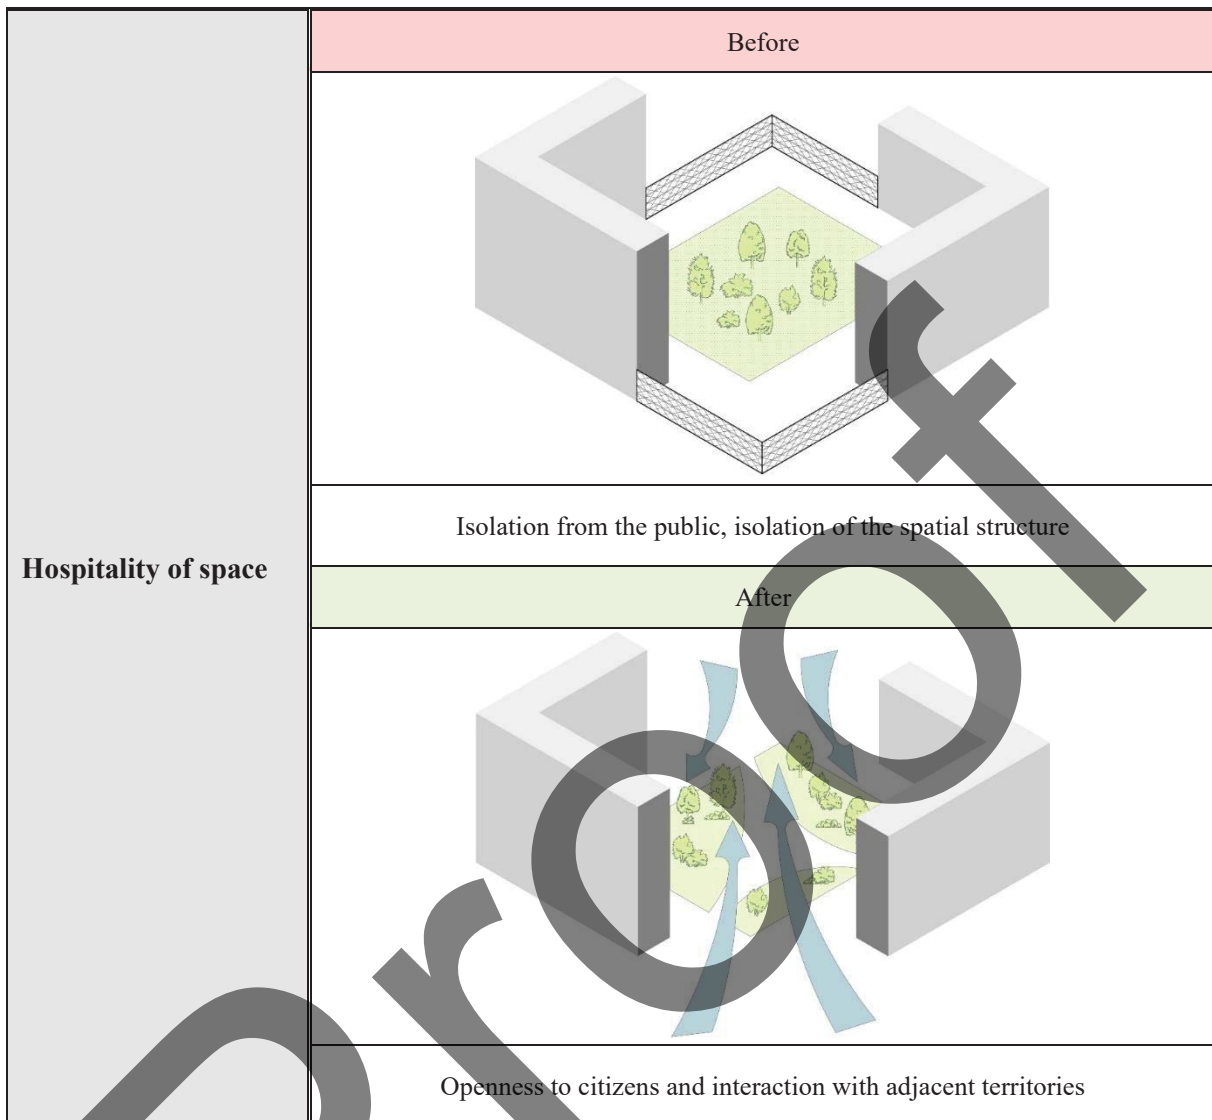 Before
Isolation from the public, isolation of the spatial structure
Hospitality of space
After
Openness to citizens and interaction with adjacent territories
Proof